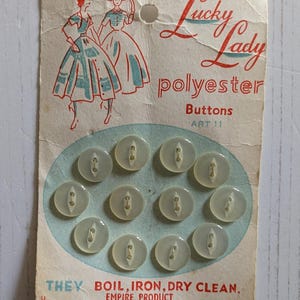 Lucky
Lady
polyester
Buttons
ART 11
THEY BOIL, IRON, DRY CLEAN.
EMPIRE PRODUCT